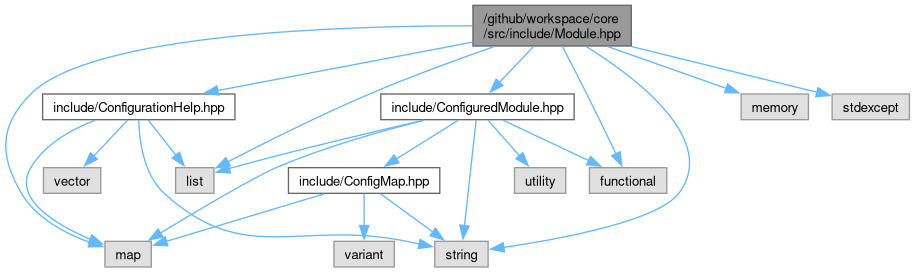 /github/workspace/core
/src/include/Module.hpp
include/ConfigurationHelp.hpp
include/ConfiguredModule.hpp
memory
stdexcept
vector
list
include/ConfigMap.hpp
utility
functional
map
variant
string